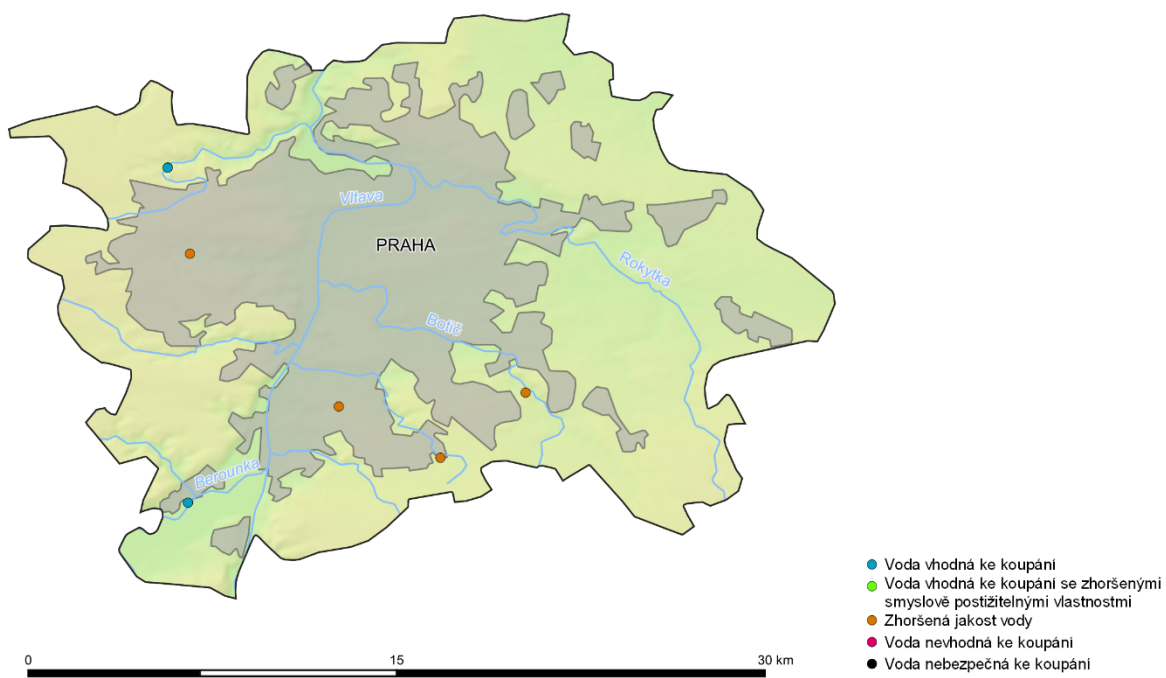 Vltava
PRAHA
Rokytka
Botič
Berounka
Voda vhodná ke koupání
Voda vhodná ke koupání se zhoršenými
smyslově postižitelnými vlastnostmi
Zhoršená jakost vody
Voda nevhodná ke koupání
Voda nebezpečná ke koupání
0 15 30 km